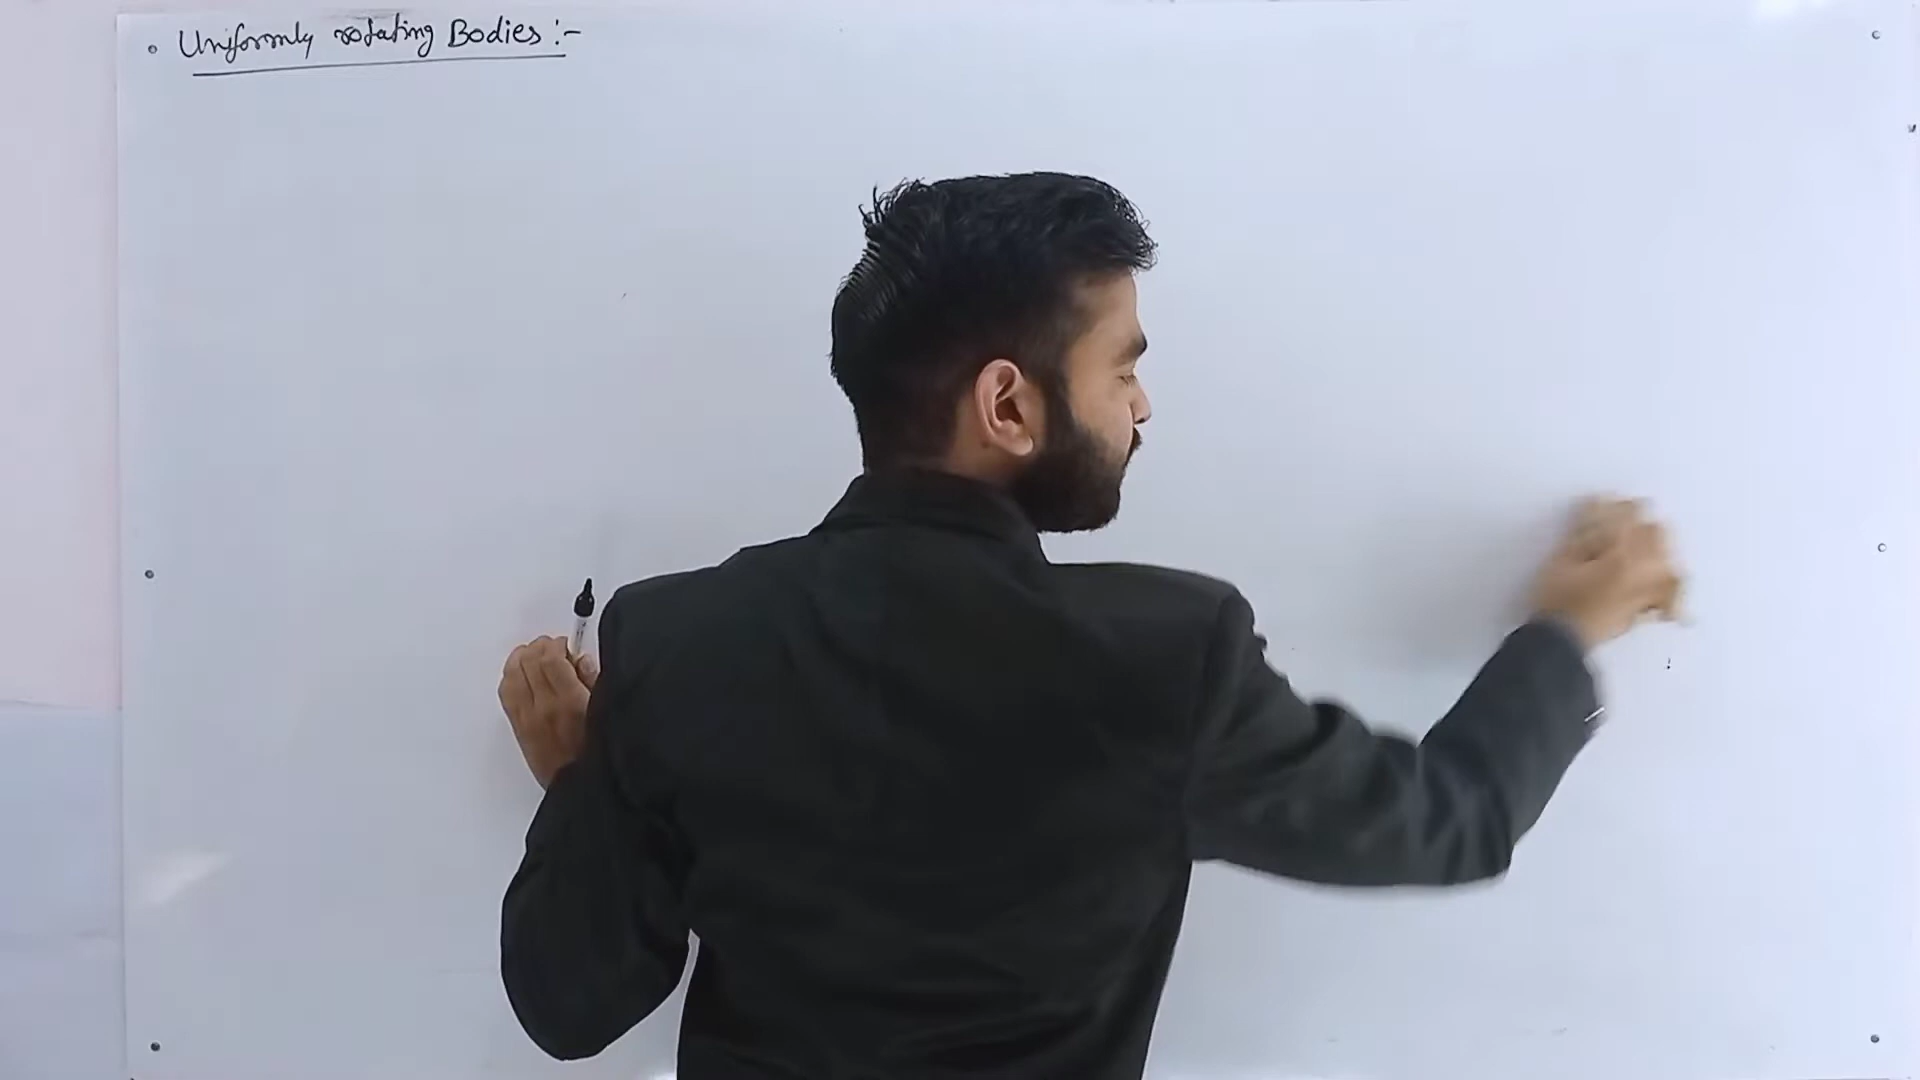 • Uniformly rotating Bodies :-